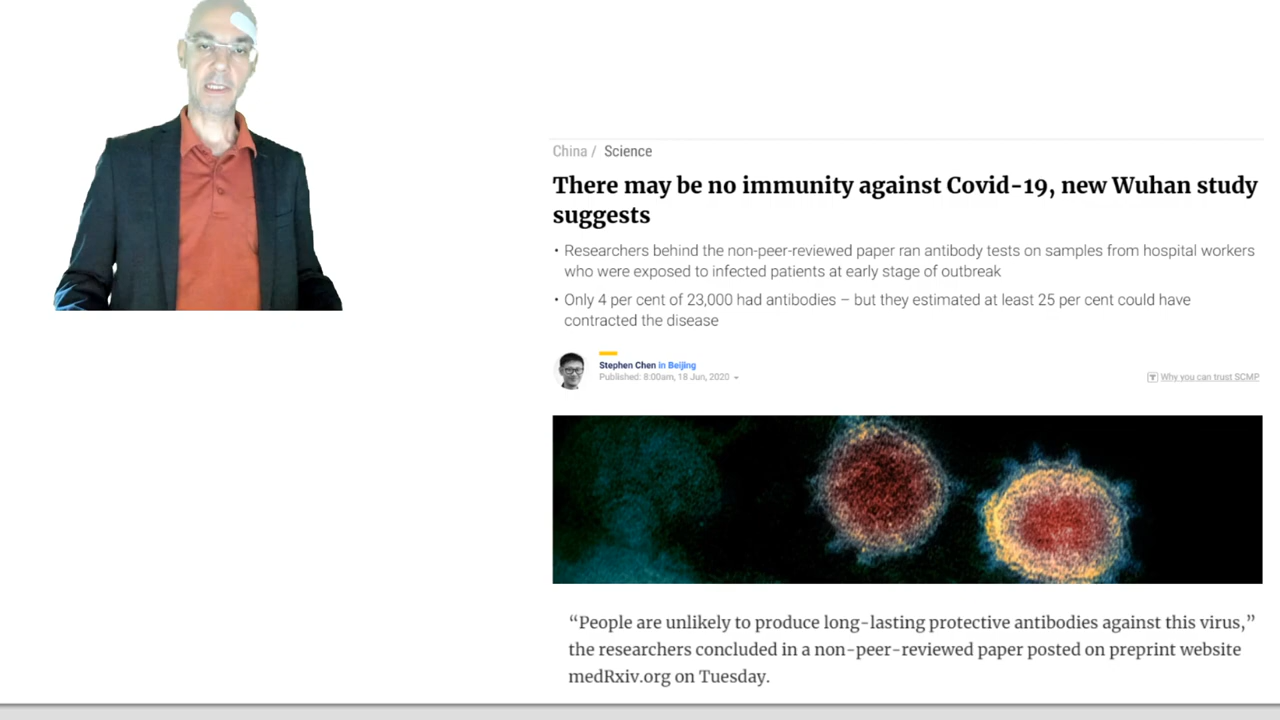 China / Science
There may be no immunity against Covid-19, new Wuhan study
suggests
• Researchers behind the non-peer-reviewed paper ran antibody tests on samples from hospital workers
who were exposed to infected patients at early stage of outbreak
• Only 4 per cent of 23,000 had antibodies – but they estimated at least 25 per cent could have
contracted the disease
Stephen Chen in Beijing
Published: 8:00am, 18 Jun, 2020
Why you can trust SCMP
“People are unlikely to produce long-lasting protective antibodies against this virus,”
the researchers concluded in a non-peer-reviewed paper posted on preprint website
medRxiv.org on Tuesday.